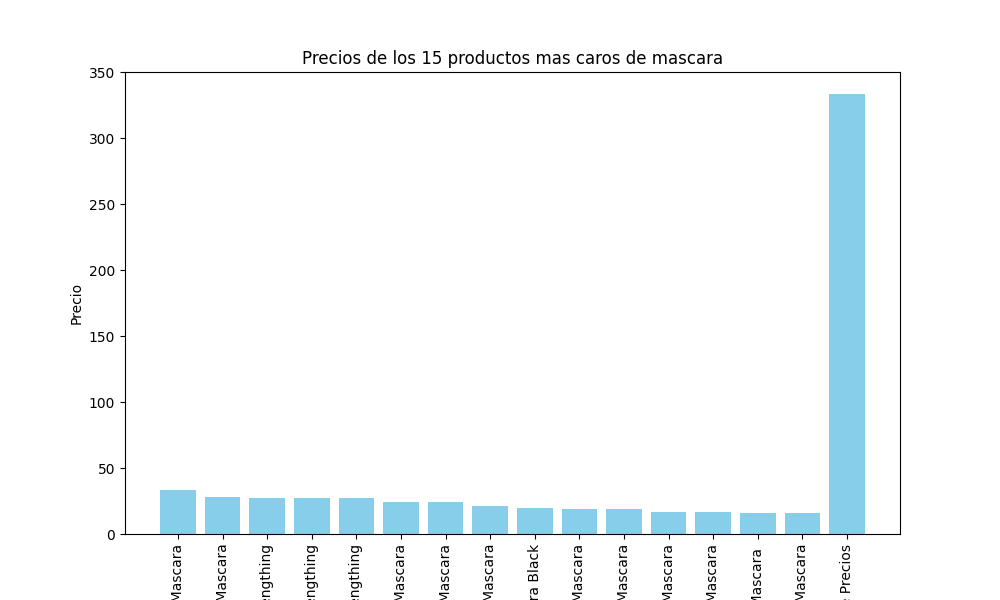 Precios de los 15 productos mas caros de mascara
Precio
350
300
250
200
150
100
50
0
Mascara
Mascara
engthing
engthing
engthing
Mascara
Mascara
Mascara
ra Black
Mascara
Mascara
Mascara
Mascara
Mascara
Mascara
Precios